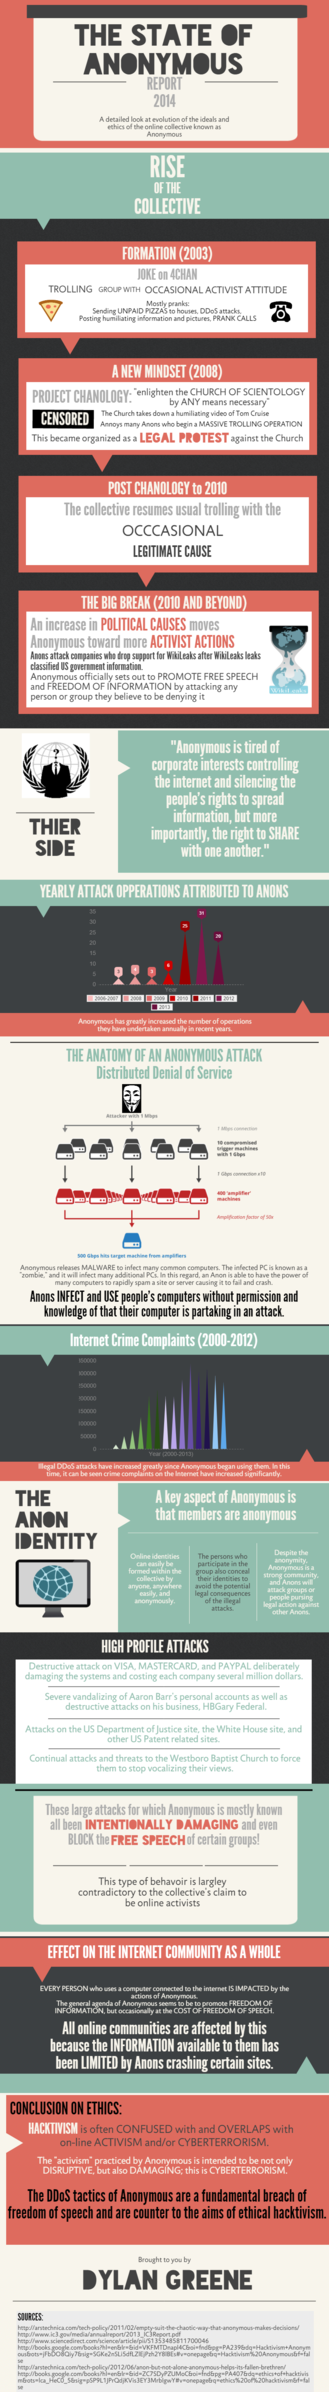 THE STATE OF
ANONYMOUS
REPORT
2014
A detailed look at evolution of the ideals and
ethics of the online collective known as
Anonymous
RISE
OF THE
COLLECTIVE
FORMATION (2003)
JOKE on 4CHAN
TROLLING GROUP WITH OCCASIONAL ACTIVIST ATTITUDE
Mostly pranks:
Sending UNPAID PIZZAS to houses, DDoS attacks,
Posting humiliating information and pictures, PRANK CALLS
A NEW MINDSET (2008)
PROJECT CHANOLOGY: "enlighten the CHURCH OF SCIENTOLOGY
by ANY means necessary"
CENSORED
The Church takes down a humiliating video of Tom Cruise
Annoys many Anons who begin a MASSIVE TROLLING OPERATION
This became organized as a LEGAL PROTEST against the Church
POST CHANOLOGY to 2010
The collective resumes usual trolling with the
OCCCASIONAL
LEGITIMATE CAUSE
THE BIG BREAK (2010 AND BEYOND)
An increase in POLITICAL CAUSES moves
Anonymous toward more ACTIVIST ACTIONS
Anons attack companies who drop support for WikiLeaks after WikiLeaks leaks
classified US government information.
Anonymous officially sets out to PROMOTE FREE SPEECH
and FREEDOM OF INFORMATION by attacking any
person or group they believe to be denying it
WikiLeaks
THIER
SIDE
"Anonymous is tired of
corporate interests controlling
the internet and silencing the
people's rights to spread
information, but more
importantly, the right to SHARE
with one another."
YEARLY ATTACK OPPERATIONS ATTRIBUTED TO ANONS
35
30
25
20
15
10
5
0
3
4
3
6
25
31
20
Year
2006-2007 2008 2009 2010 2011 2012
2013
Anonymous has greatly increased the number of operations
they have undertaken annually in recent years.
THE ANATOMY OF AN ANONYMOUS ATTACK
Distributed Denial of Service
Attacker with 1 Mbps
1 Mbps connection
10 compromised
trigger machines
with 1 Gbps
1 Gbps connection x10
400 'amplifier'
machines
Amplification factor of 50x
500 Gbps hits target machine from amplifiers
Anonymous releases MALWARE to infect many common computers. The infected PC is known as a
"zombie," and it will infect many additional PCs. In this regard, an Anon is able to have the power of
many computers to rapidly spam a site or server causing it to fail and crash.
Anons INFECT and USE people's computers without permission and
knowledge of that their computer is partaking in an attack.
Internet Crime Complaints (2000-2012)
350000
300000
250000
200000
150000
100000
50000
0
Year (2000-2012)
Illegal DDoS attacks have increased greatly since Anonymous began using them. In this
time, it can be seen crime complaints on the Internet have increased significantly.
THE
ANON
IDENTITY
A key aspect of Anonymous is
that members are anonymous
Online identities
can easily be
formed within the
collective by
anyone, anywhere
easily, and
anonymously.
The persons who
participate in the
group also conceal
their identities to
avoid the potential
legal consequences
of the illegal
attacks.
Despite the
anonymity,
Anonymous is a
strong community,
and Anons will
attack groups or
people pursing
legal action against
other Anons.
HIGH PROFILE ATTACKS
Destructive attack on VISA, MASTERCARD, and PAYPAL deliberately
damaging the systems and costing each company several million dollars.
Severe vandalizing of Aaron Barr's personal accounts as well as
destructive attacks on his business, HBGary Federal.
Attacks on the US Department of Justice site, the White House site, and
other US Patent related sites.
Continual attacks and threats to the Westboro Baptist Church to force
them to stop vocalizing their views.
These large attacks for which Anonymous is mostly known
all been INTENTIONALLY DAMAGING and even
BLOCK the FREE SPEECH of certain groups!
This type of behavoir is largley
contradictory to the collective's claim to
be online activists
EFFECT ON THE INTERNET COMMUNITY AS A WHOLE
EVERY PERSON who uses a computer connected to the internet IS IMPACTED by the
actions of Anonymous.
The general agenda of Anonymous seems to be to promote FREEDOM OF
INFORMATION, but occasionally at the COST OF FREEDOM OF SPEECH.
All online communities are affected by this
because the INFORMATION available to them has
been LIMITED by Anons crashing certain sites.
CONCLUSION ON ETHICS:
HACKTIVISM is often CONFUSED with and OVERLAPS with
on-line ACTIVISM and/or CYBERTERRORISM.
The "activism" practiced by Anonymous is intended to be not only
DISRUPTIVE, but also DAMAGING; this is CYBERTERRORISM.
The DDoS tactics of Anonymous are a fundamental breach of
freedom of speech and are counter to the aims of ethical hacktivism.
Brought to you by
DYLAN GREENE
SOURCES:
http://arstechnica.com/tech-policy/2011/02/empty-suit-the-chaotic-way-that-anonymous-makes-decisions/
http://www.ic3.gov/media/annualreport/2013_IC3Report.pdf
http://www.sciencedirect.com/science/article/pii/S1353485811700046
http://arstechnica.com/tech-policy/2012/06/anon-but-not-alone-anonymous-helps-its-fallen-brethren/